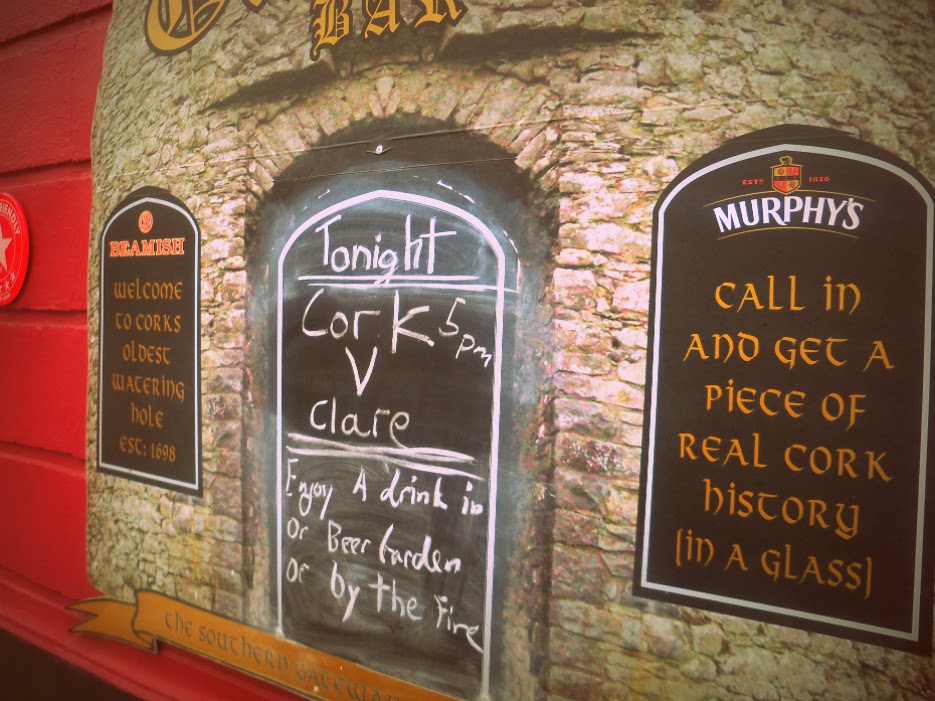 BAR
FRIENDLY
BEAMISH
WELCOME
TO CORKS
OLDEST
WATERING
HOLE
EST: 1698
Tonight
Cork 5pm
V
Clare
Enjoy A drink in
or Beer Garden
or by the Fire
ESTD 1856
MURPHY'S
CALL IN
AND GET A
PIECE OF
REAL CORK
HISTORY
(IN A GLASS)
THE SOUTHERN GATEWAY